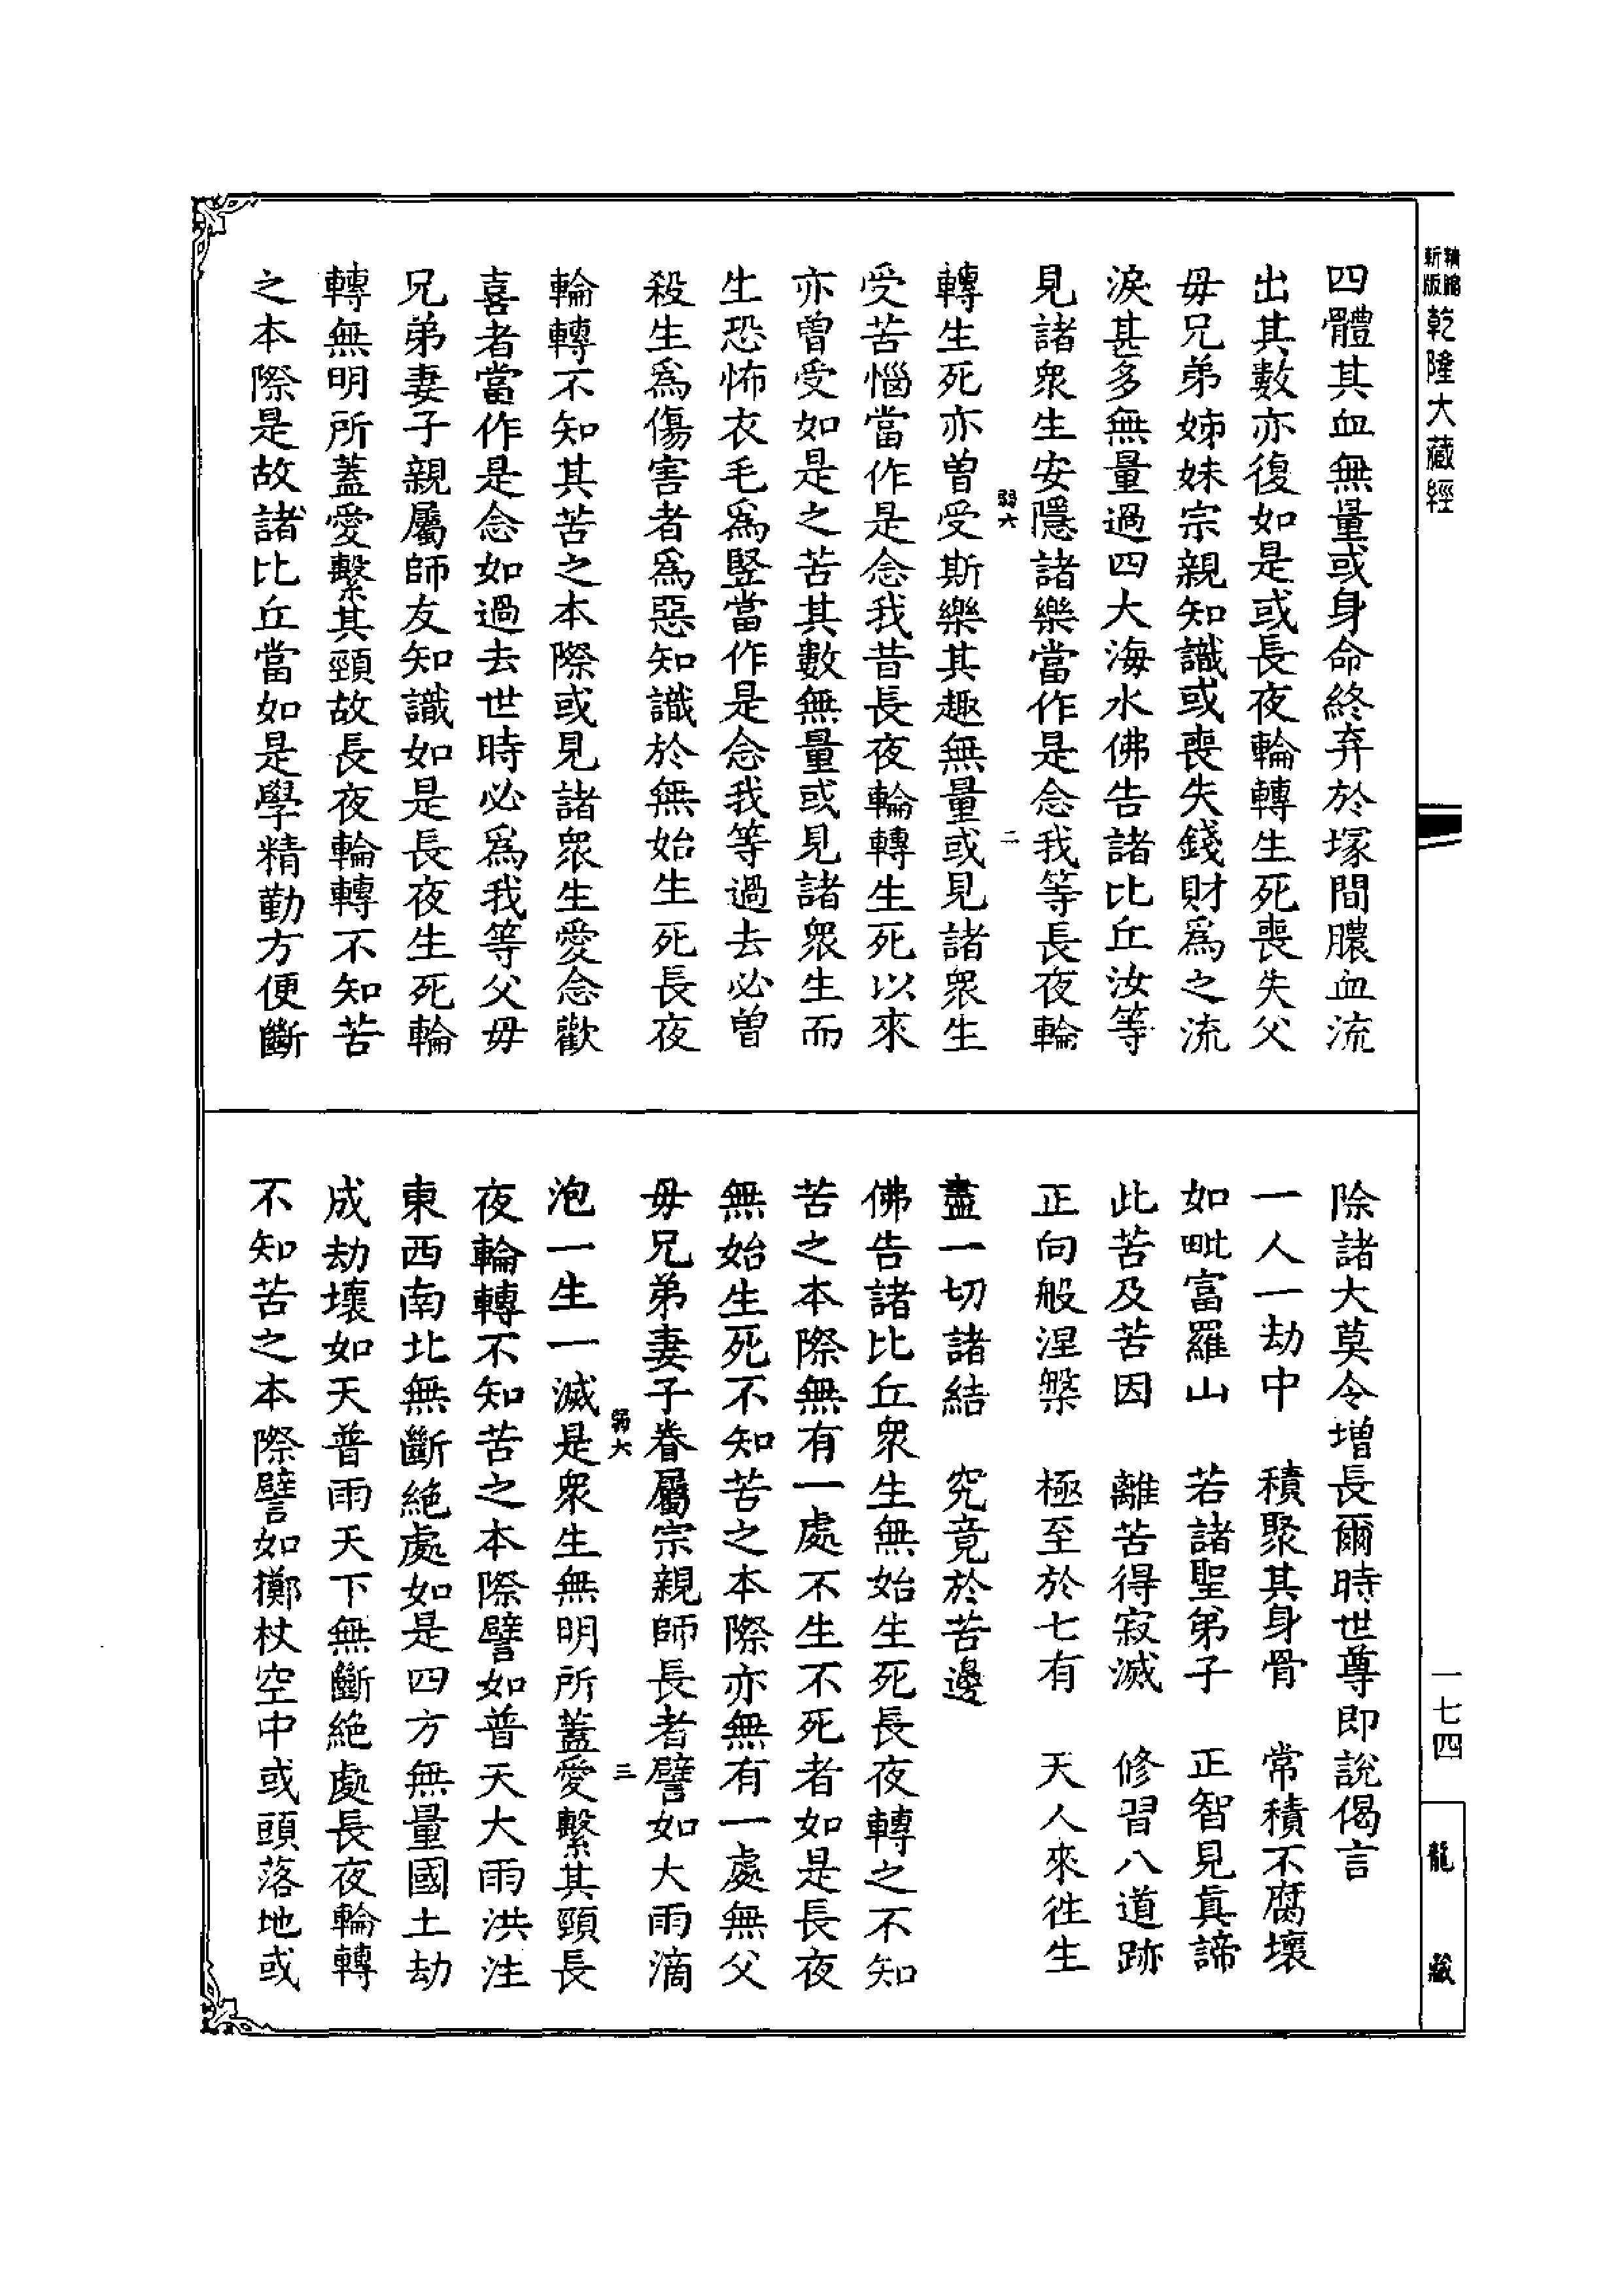 新版
精縮
乾隆大藏經
四體其血無量或身命終弃於塚間膿血流
出其數亦復如是或長夜輪轉生死喪失父
毋兄弟姊妹宗親知識或喪失錢財爲之流
淚甚多無量過四大海水佛告諸比丘汝等
見諸衆生安隱諸樂當作是念我等長夜輪
弱六
二
轉生死亦曾受斯樂其趣無量或見諸衆生
受苦惱當作是念我昔長夜輪轉生死以來
亦曾受如是之苦其數無量或見諸衆生而
生恐怖衣毛爲豎當作是念我等過去必曾
殺生爲傷害者爲惡知識於無始生死長夜
輪轉不知其苦之本際或見諸衆生愛念歡
喜者當作是念如過去世時必爲我等父毋
兄弟妻子親屬師友知識如是長夜生死輪
轉無明所蓋愛繫其頸故長夜輪轉不知苦
之本際是故諸比丘當如是學精勤方便斷
除諸大莫令增長爾時世尊即說偈言
一人一劫中　積聚其身骨　常積不腐壞
如毗富羅山　若諸聖弟子　正智見眞諦
此苦及苦因　離苦得寂滅　修習八道跡
正向般涅槃　極至於七有　天人來徃生
盡一切諸結　究竟於苦邊
佛告諸比丘衆生無始生死長夜轉之不知
苦之本際無有一處不生不死者如是長夜
無始生死不知苦之本際亦無有一處無父
毋兄弟妻子眷屬宗親師長者譬如大雨滴
弱六
三
泡一生一滅是衆生無明所蓋愛繫其頸長
夜輪轉不知苦之本際譬如普天大雨洪注
東西南北無斷絕處如是四方無量國土劫
成劫壞如天普雨天下無斷絕處長夜輪轉
不知苦之本際譬如擲杖空中或頭落地或
一七四
龍藏